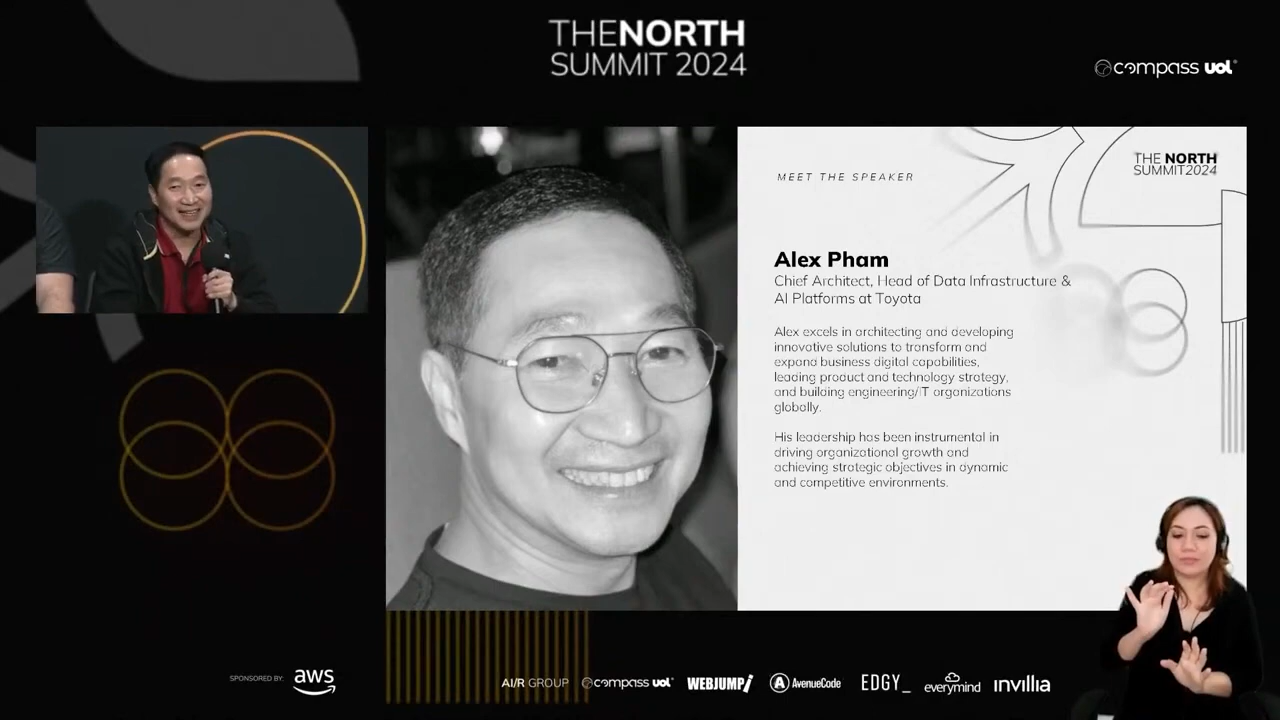 THE NORTH
SUMMIT 2024
compass uol
MEET THE SPEAKER
THE NORTH
SUMMIT2024
Alex Pham
Chief Architect, Head of Data Infrastructure &
AI Platforms at Toyota
Alex excels in architecting and developing
innovative solutions to transform and
expand business digital capabilities,
leading product and technology strategy,
and building engineering/IT organizations
globally.
His leadership has been instrumental in
driving organizational growth and
achieving strategic objectives in dynamic
and competitive environments.
SPONSORED BY:
aws
AI/R GROUP
compass uol
WEBJUMP/
AvenueCode
EDGY_
everymind
invillia